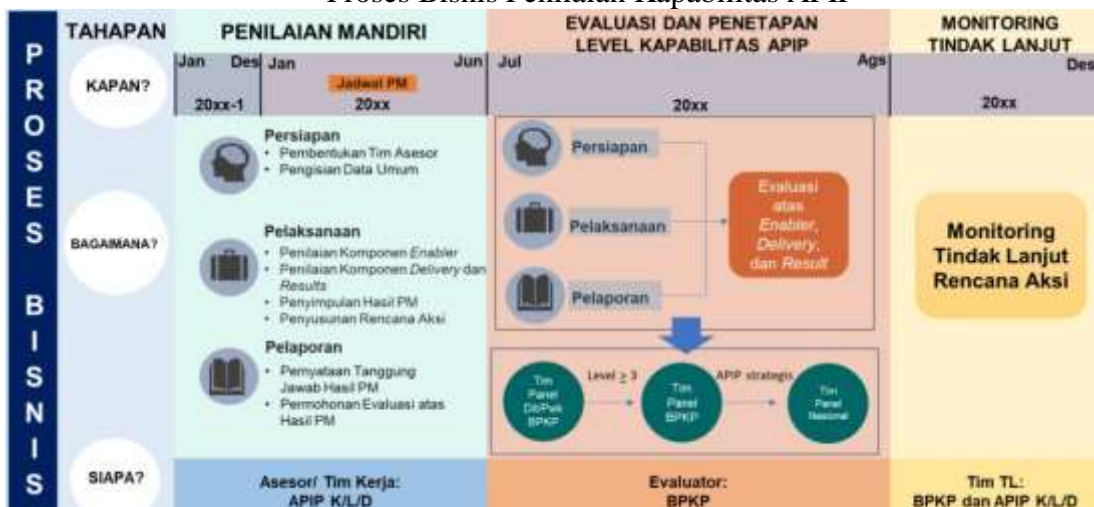 Proses Bisnis Penilaian Kapabilitas APIP
PROSES BISNIS
TAHAPAN
PENILAIAN MANDIRI
EVALUASI DAN PENETAPAN
LEVEL KAPABILITAS APIP
MONITORING
TINDAK LANJUT
KAPAN?
Jan Des
20xx-1
Jan Jun
Jadwal PM
20xx
Jul Ags
20xx
Des
20xx
BAGAIMANA?
Persiapan
• Pembentukan Tim Asesor
• Pengisian Data Umum
Pelaksanaan
• Penilaian Komponen Enabler
• Penilaian Komponen Delivery dan
Results
• Penyimpulan Hasil PM
• Penyusunan Rencana Aksi
Pelaporan
• Pernyataan Tanggung
Jawab Hasil PM
• Permohonan Evaluasi atas
Hasil PM
Persiapan
Pelaksanaan
Pelaporan
Evaluasi
atas
Enabler,
Delivery,
dan Result
Tim
Panel
Dit/Pwk
BPKP
Level ≥ 3
Tim
Panel
BPKP
APIP strategis
Tim
Panel
Nasional
Monitoring
Tindak Lanjut
Rencana Aksi
SIAPA?
Asesor/ Tim Kerja:
APIP K/L/D
Evaluator:
BPKP
Tim TL:
BPKP dan APIP K/L/D